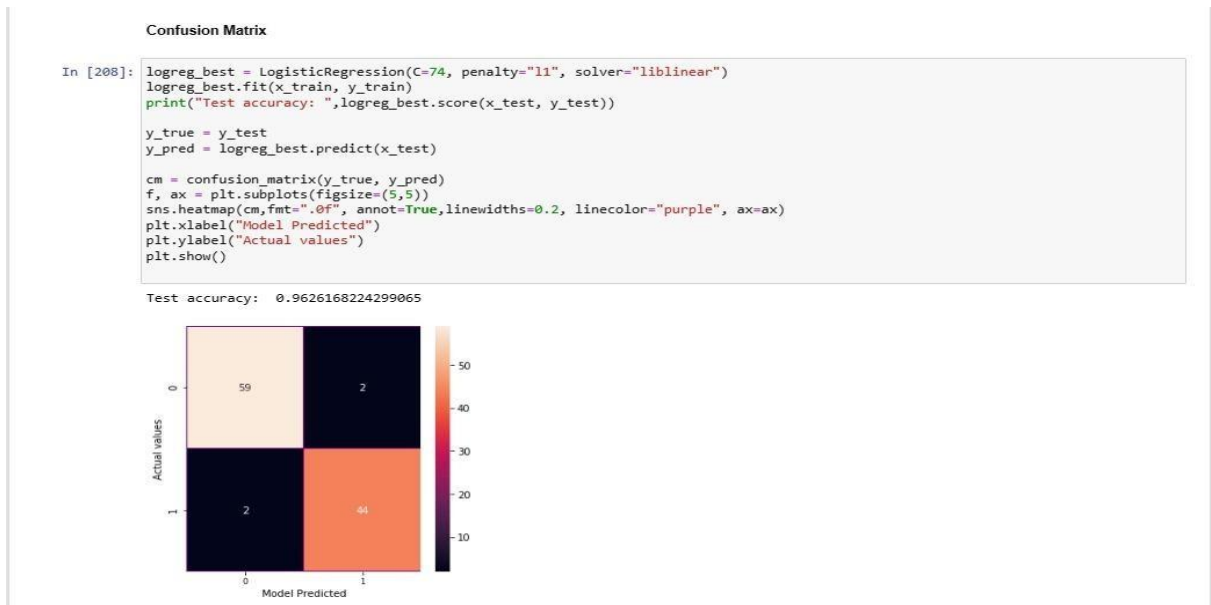 Confusion Matrix
In [208]: logreg_best = LogisticRegression(C=74, penalty="l1", solver="liblinear")
logreg_best.fit(x_train, y_train)
print("Test accuracy: ",logreg_best.score(x_test, y_test))
y_true = y_test
y_pred = logreg_best.predict(x_test)
cm = confusion_matrix(y_true, y_pred)
f, ax = plt.subplots(figsize=(5,5))
sns.heatmap(cm,fmt=".0f", annot=True,linewidths=0.2, linecolor="purple", ax=ax)
plt.xlabel("Model Predicted")
plt.ylabel("Actual values")
plt.show()
Test accuracy:  0.9626168224299065
Actual values
0
59
2
1
2
44
0
1
Model Predicted
50
40
30
20
10